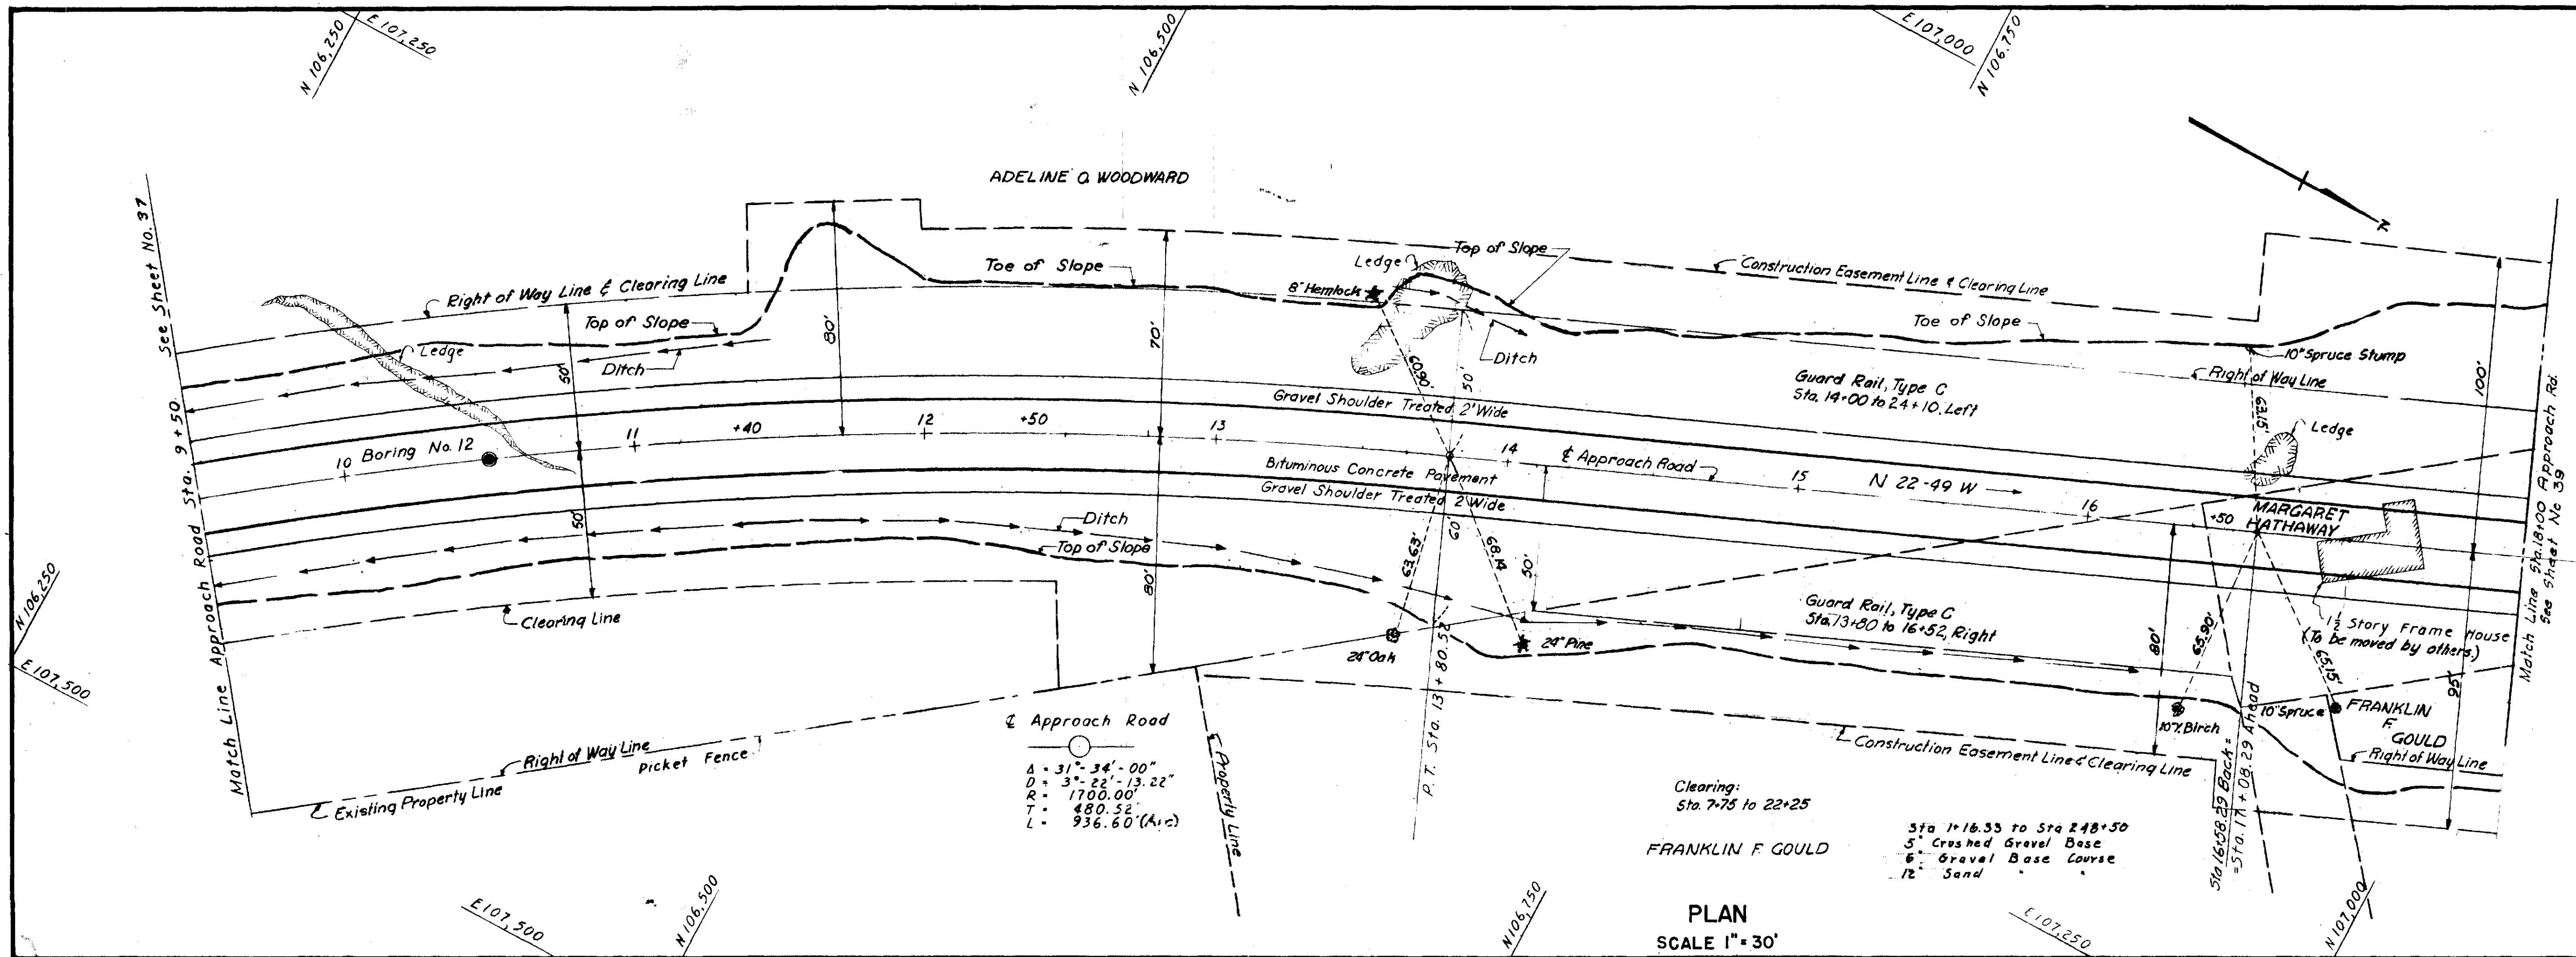 N 106,250
E 107,250
N 106,500
E 107,000
N 106,750
N
ADELINE O. WOODWARD
See Sheet No. 37
Match Line Approach Road Sta. 9+50
Right of Way Line & Clearing Line
Top of Slope
Ledge
Ditch
50'
80'
Toe of Slope
70'
8" Hemlock
Ledge
Top of Slope
Ditch
60.90'
50'
Construction Easement Line & Clearing Line
Toe of Slope
10" Spruce Stump
Right of Way Line
63.15'
Ledge
100'
Guard Rail, Type C
Sta. 14+00 to 24+10, Left
Gravel Shoulder Treated 2' Wide
10
Boring No. 12
11
+40
12
+50
13
14
℄ Approach Road
15
N 22-49 W
16
+50
MARGARET
HATHAWAY
Bituminous Concrete Pavement
Gravel Shoulder Treated 2' Wide
50'
Ditch
Top of Slope
80'
63.63'
60'
68.14
50'
Clearing Line
24" Oak
24" Pine
Guard Rail, Type C
Sta. 13+80 to 16+52, Right
80'
65.90'
65.15'
1½ Story Frame House
(To be moved by others.)
95'
Match Line Sta. 18+00 Approach Rd.
See Sheet No 39
10" Birch
10" Spruce
FRANKLIN
F.
GOULD
Right of Way Line
N 106,250
E 107,500
Right of Way Line
Picket Fence
Existing Property Line
℄ Approach Road
Δ = 31°-34'-00"
D = 3°-22'-13.22"
R = 1700.00'
T = 480.52'
L = 936.60' (Arc)
Property Line
P.T. Sta. 13 + 80.52
Construction Easement Line & Clearing Line
Sta 16+58.29 Back =
= Sta. 17 + 08.29 Ahead
Clearing:
Sta. 7+75 to 22+25
FRANKLIN F. GOULD
Sta 1+16.33 to Sta 248+50
5" Crushed Gravel Base
6" Gravel Base Course
12" Sand " "
E 107,500
N 106,500
N 106,750
E 107,250
N 107,000
PLAN
SCALE 1" = 30'